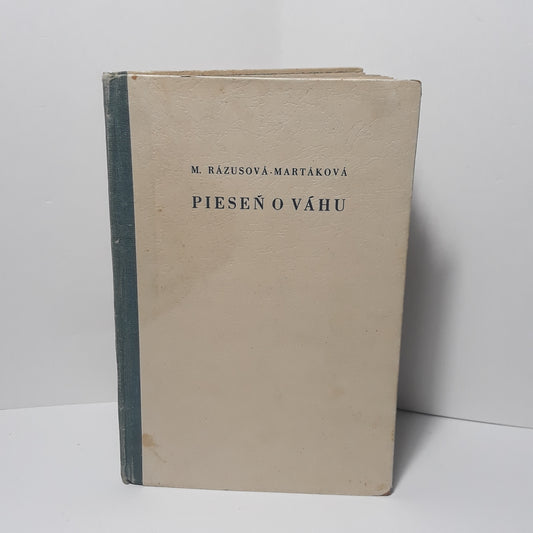 M. RÁZUSOVÁ-MARTÁKOVÁ
PIESEŇ O VÁHU